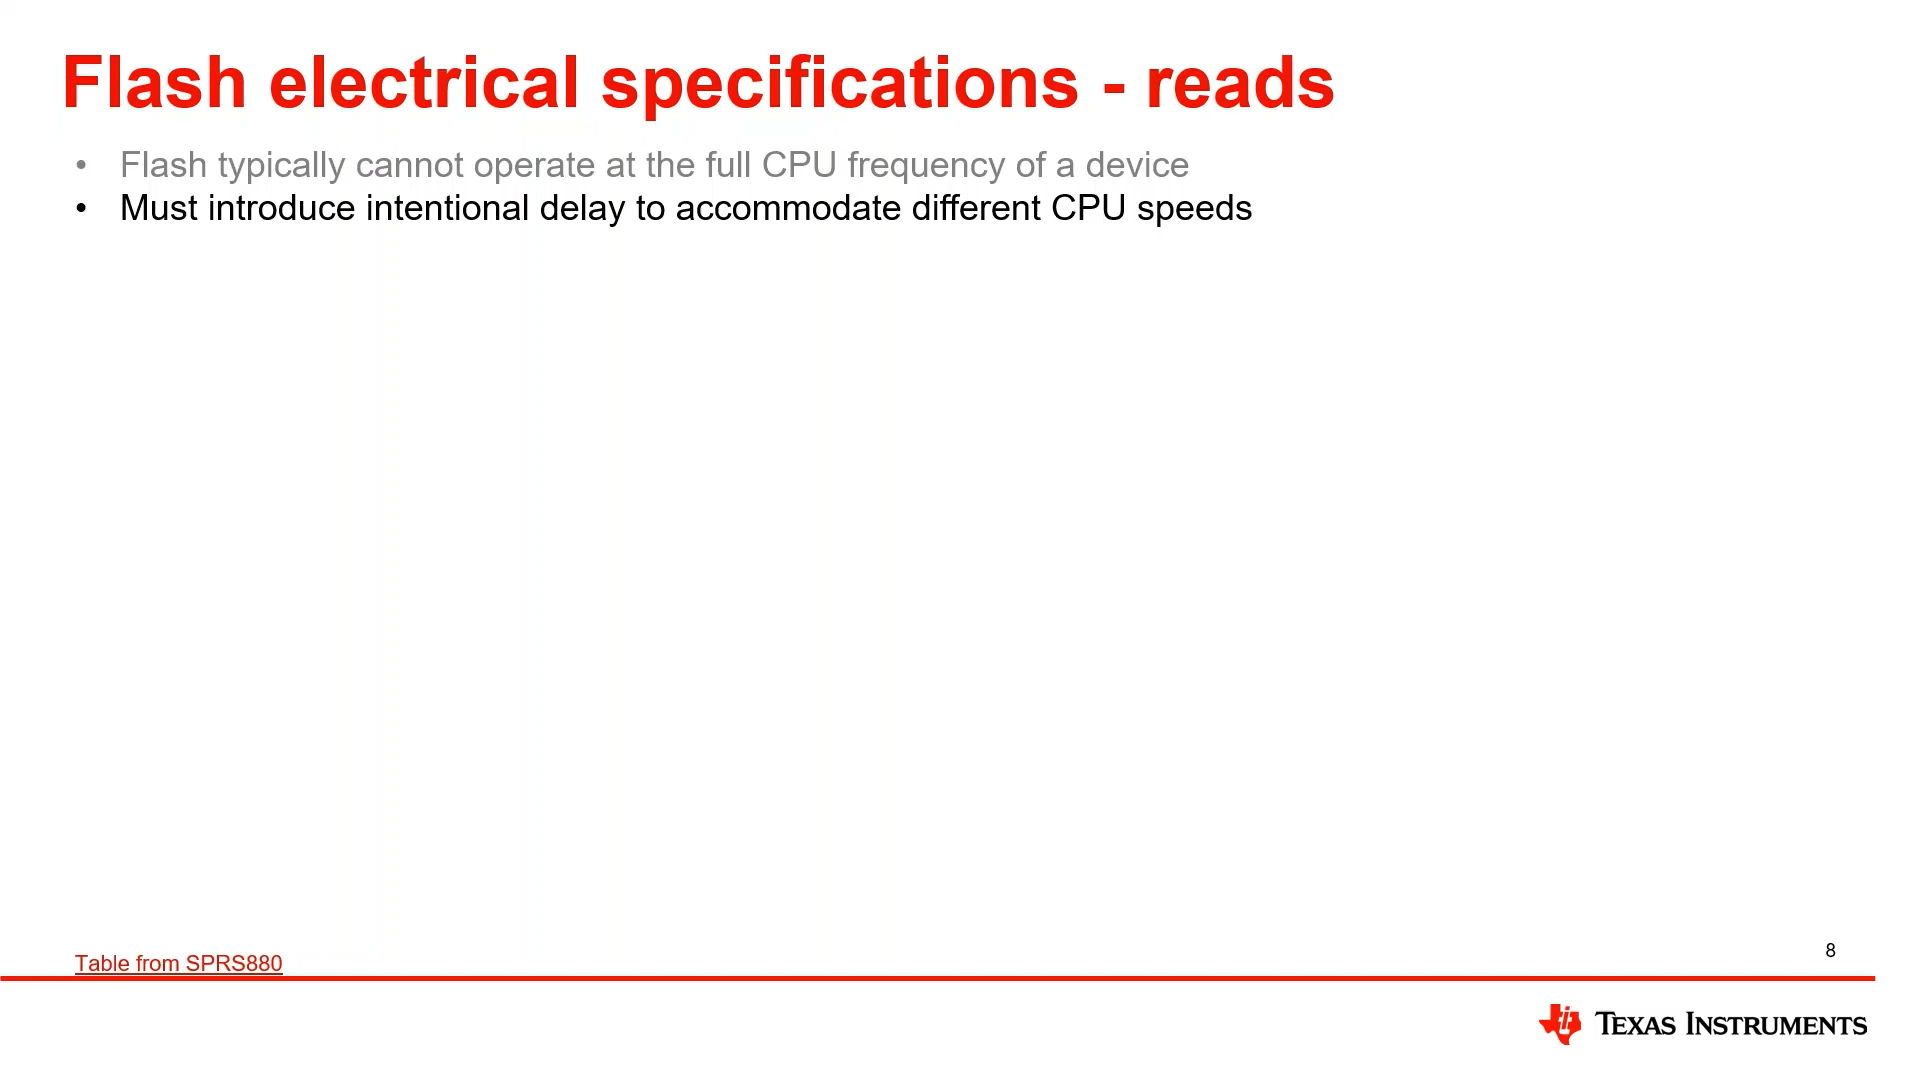 Flash electrical specifications - reads
• Flash typically cannot operate at the full CPU frequency of a device
• Must introduce intentional delay to accommodate different CPU speeds
8
Table from SPRS880
TEXAS INSTRUMENTS